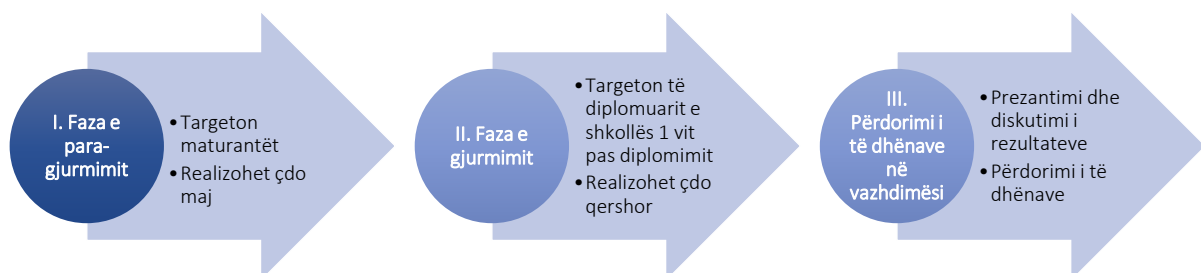 I. Faza e
para-
gjurmimit
•Targeton
maturantët
•Realizohet çdo
maj
II. Faza e
gjurmimit
•Targeton të
diplomuarit e
shkollës 1 vit
pas diplomimit
•Realizohet çdo
qershor
III.
Përdorimi i
të dhënave
në
vazhdimësi
•Prezantimi dhe
diskutimi i
rezultateve
•Përdorimi i të
dhënave